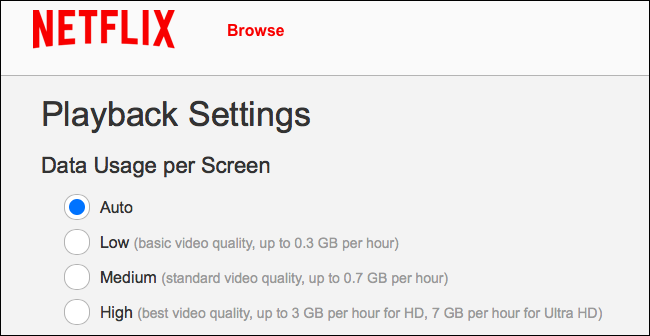 NETFLIX Browse
Playback Settings
Data Usage per Screen
Auto
Low (basic video quality, up to 0.3 GB per hour)
Medium (standard video quality, up to 0.7 GB per hour)
High (best video quality, up to 3 GB per hour for HD, 7 GB per hour for Ultra HD)